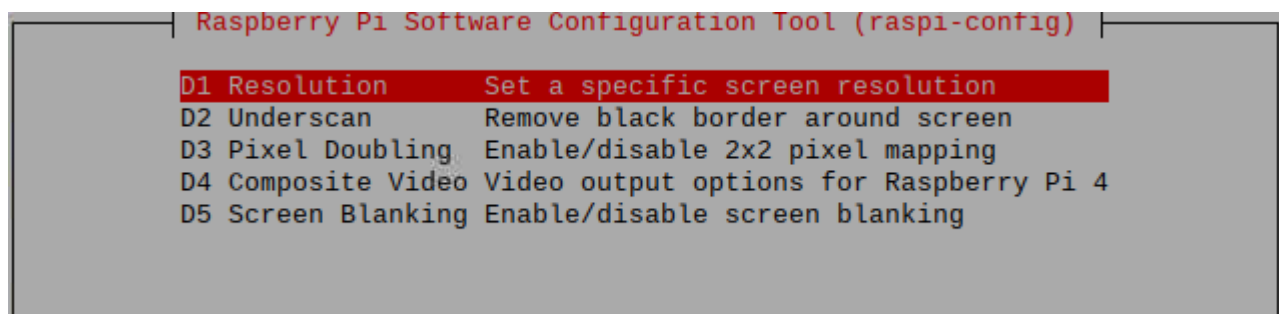 Raspberry Pi Software Configuration Tool (raspi-config)
D1 Resolution Set a specific screen resolution
D2 Underscan Remove black border around screen
D3 Pixel Doubling Enable/disable 2x2 pixel mapping
D4 Composite Video Video output options for Raspberry Pi 4
D5 Screen Blanking Enable/disable screen blanking